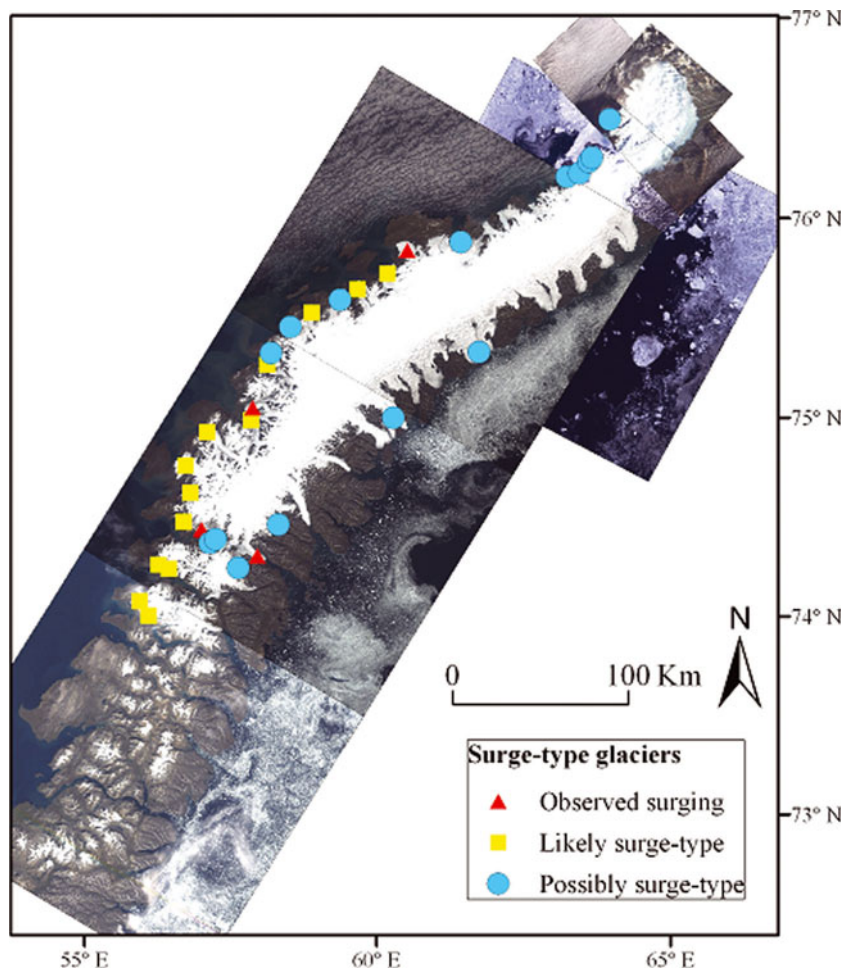 77° N
76° N
75° N
74° N
73° N
N
0 100 Km
Surge-type glaciers
Observed surging
Likely surge-type
Possibly surge-type
55° E 60° E 65° E